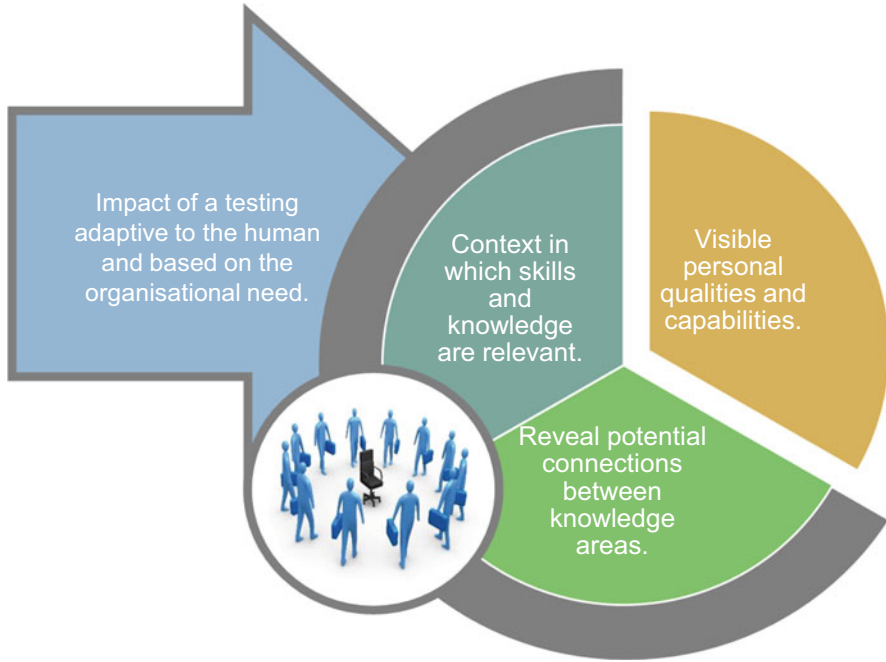 Impact of a testing
adaptive to the human
and based on the
organisational need.
Context in
which skills
and
knowledge
are relevant.
Visible
personal
qualities and
capabilities.
Reveal potential
connections
between
knowledge
areas.